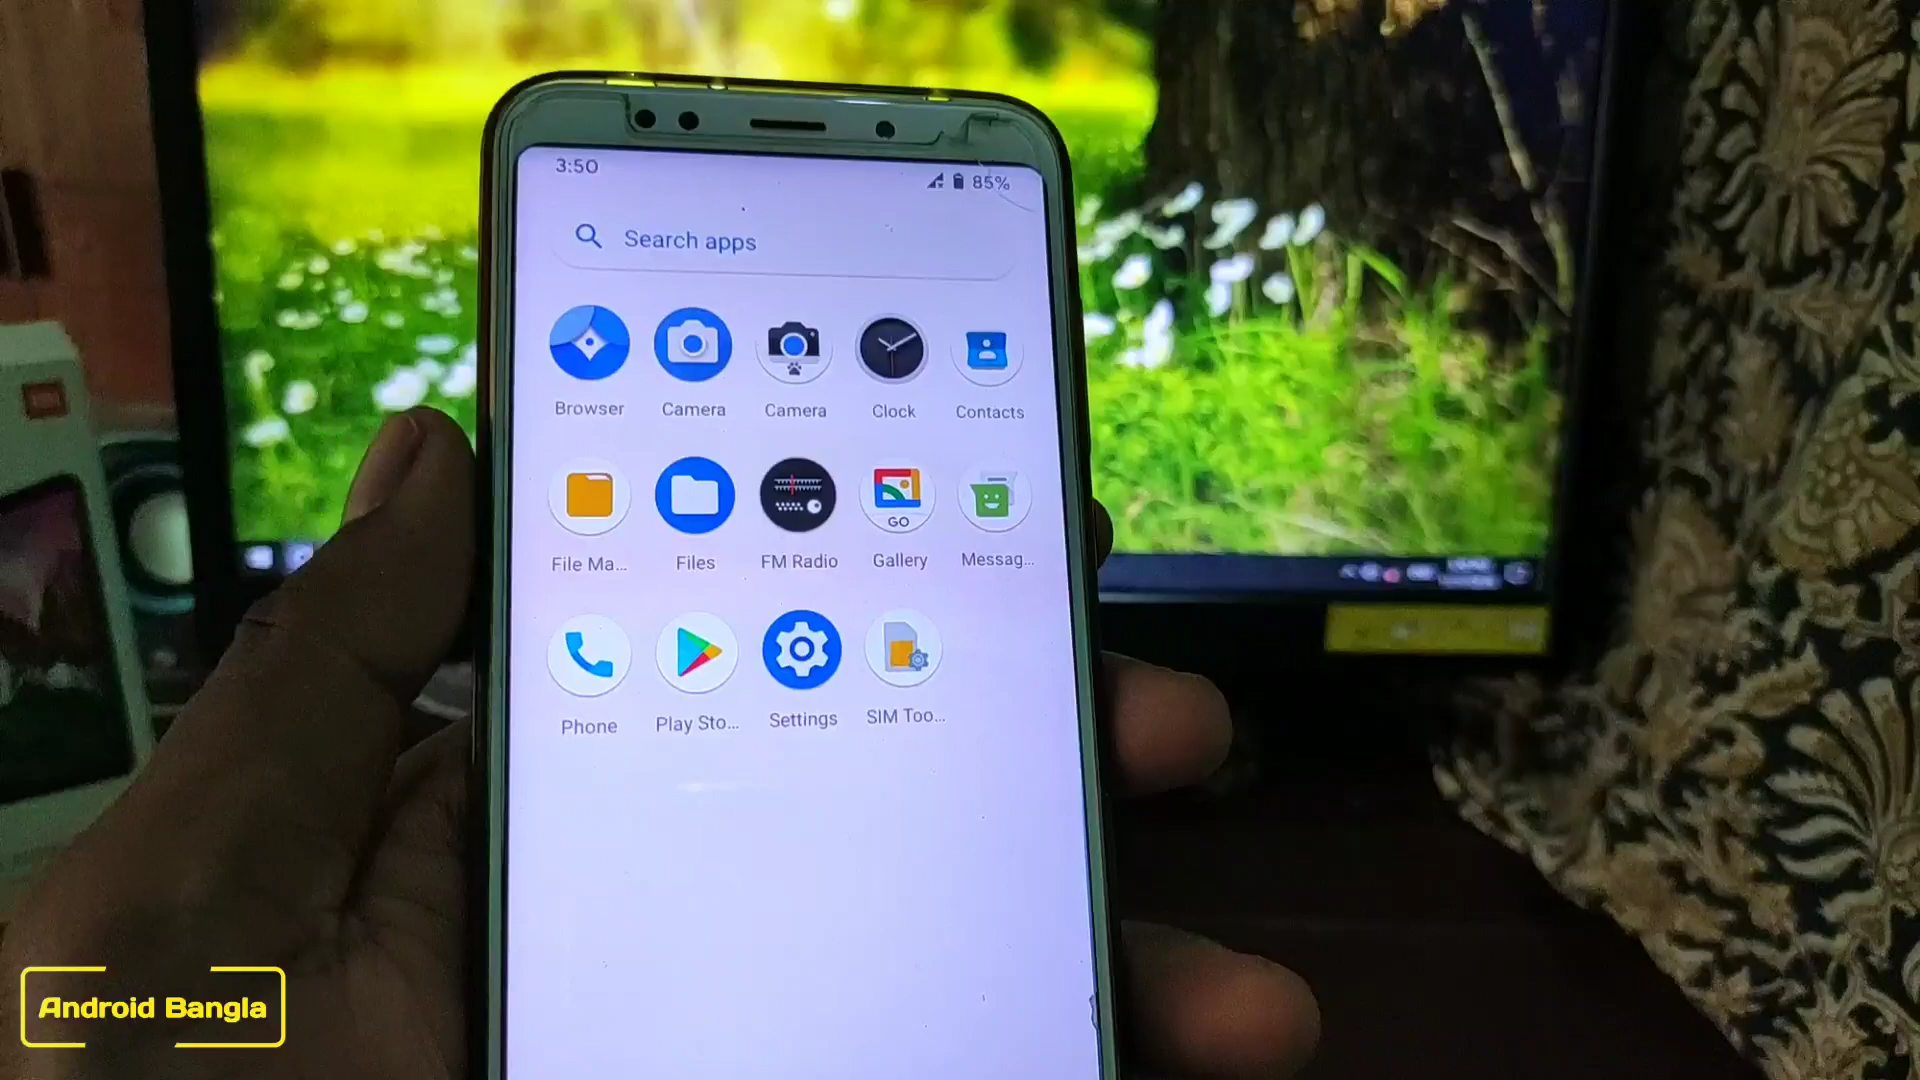 3:50
85%
Search apps
Browser
Camera
Camera
Clock
Contacts
File Ma...
Files
FM Radio
GO
Gallery
Messag...
Phone
Play Sto...
Settings
SIM Too...
Android Bangla